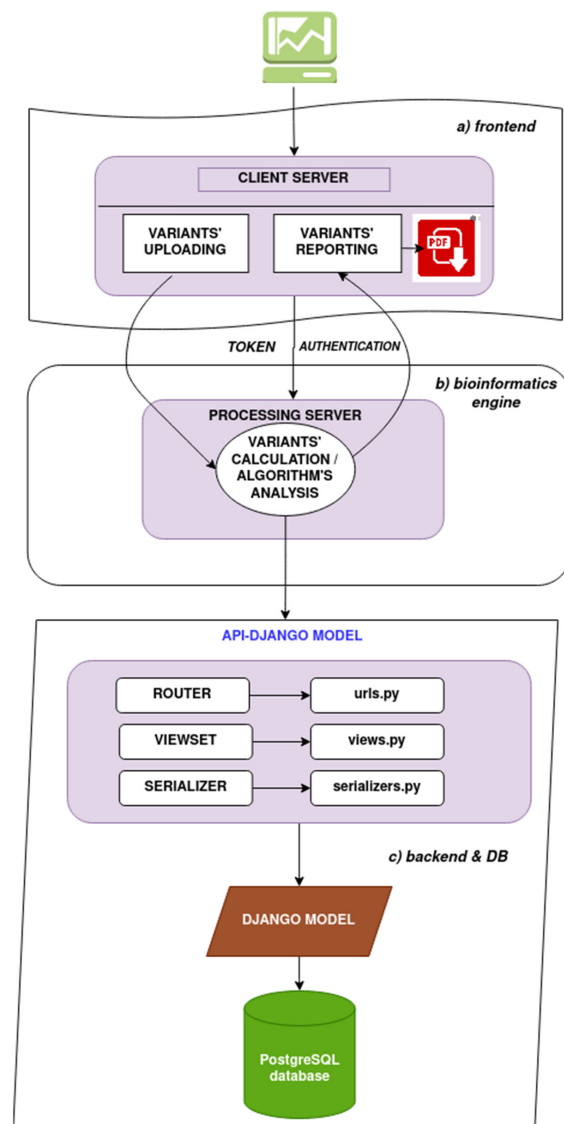 a) frontend
CLIENT SERVER
VARIANTS'
UPLOADING
VARIANTS'
REPORTING
PDF
TOKEN
AUTHENTICATION
b) bioinformatics
engine
PROCESSING SERVER
VARIANTS'
CALCULATION /
ALGORITHM'S
ANALYSIS
API-DJANGO MODEL
ROUTER
urls.py
VIEWSET
views.py
SERIALIZER
serializers.py
c) backend & DB
DJANGO MODEL
PostgreSQL
database